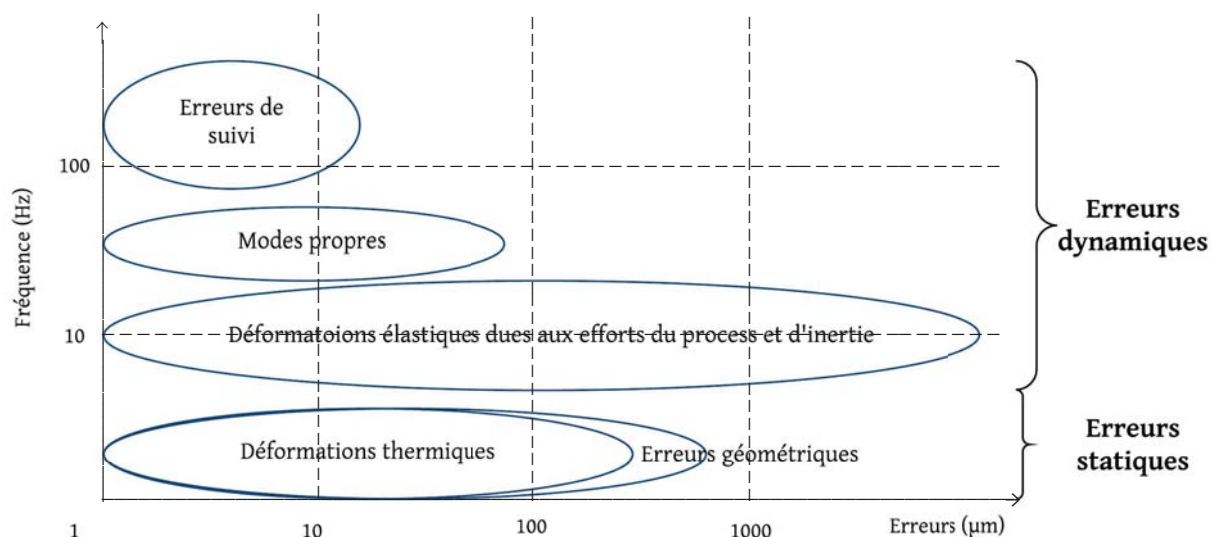 Erreurs de
suivi
100
Modes propres
Fréquence (Hz)
Erreurs
dynamiques
10
Déformatoions élastiques dues aux efforts du process et d'inertie
Déformations thermiques
Erreurs géométriques
Erreurs
statiques
1
10
100
1000
Erreurs (µm)